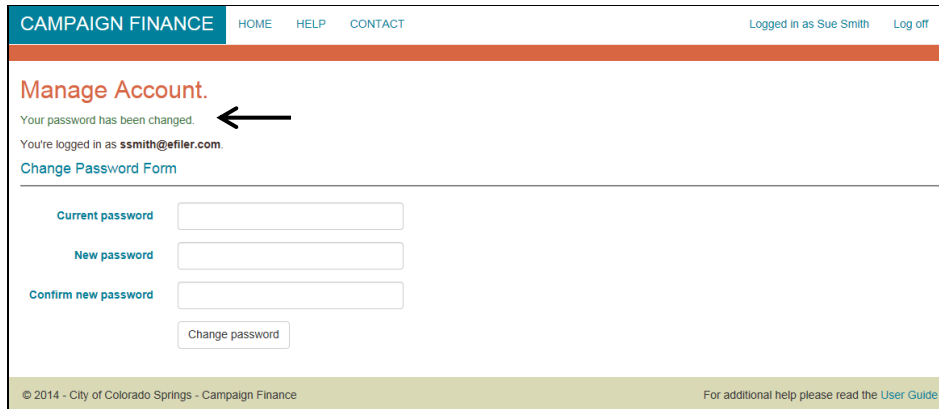 CAMPAIGN FINANCE HOME HELP CONTACT Logged in as Sue Smith Log off
Manage Account.
Your password has been changed.
You're logged in as ssmith@efiler.com.
Change Password Form
Current password
New password
Confirm new password
Change password
© 2014 - City of Colorado Springs - Campaign Finance For additional help please read the User Guide